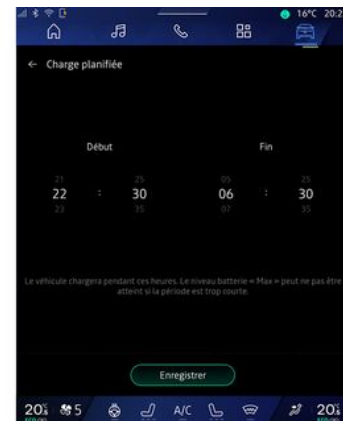 16°C 20:2
← Charge planifiée
Début Fin
21 25 05 25
22 : 30 06 : 30
23 35 07 35
Le véhicule chargera pendant ces heures. Le niveau batterie « Max » peut ne pas être
atteint si la période est trop courte.
Enregistrer
20 5 A/C 20